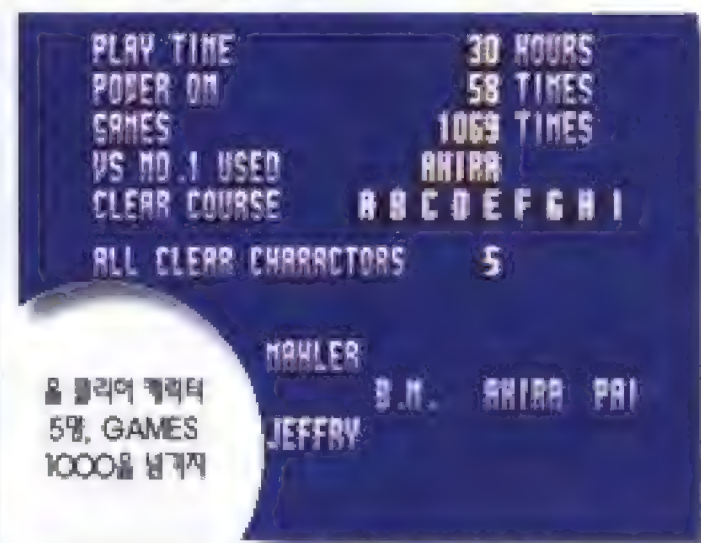 PLAY TIME 30 HOURS
POWER ON 58 TIMES
GAMES 1069 TIMES
VS NO.1 USED AKIRA
CLEAR COURSE A B C D E F G H I
ALL CLEAR CHARACTORS 5
MAHLER
B.M. AKIRA PAI
JEFFRY
올 클리어 캐릭터
5명, GAMES
1000을 넘기자